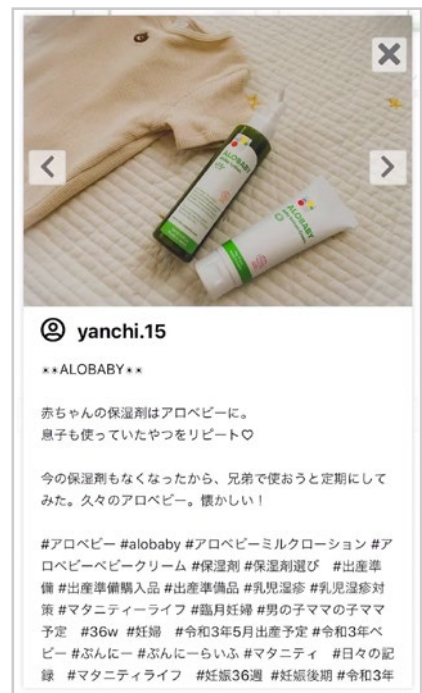 ALOBABY
ALOBABY
yanchi.15
**ALOBABY**
赤ちゃんの保湿剤はアロベビーに。
息子も使っていたやつをリピート♡
今の保湿剤もなくなったから、兄弟で使おうと定期にして
みた。久々のアロベビー。懐かしい！
#アロベビー #alobaby #アロベビーミルクローション #ア
ロベビーベビークリーム #保湿剤 #保湿剤選び　#出産準
備 #出産準備購入品 #出産準備品 #乳児湿疹 #乳児湿疹対
策 #マタニティーライフ #臨月妊婦 #男の子ママの子ママ
予定　#36w #妊婦　#令和3年5月出産予定 #令和3年ベ
ビー #ぷんにー #ぷんにーらいふ #マタニティ　#日々の記
録　#マタニティライフ　#妊娠36週 #妊娠後期 #令和3年